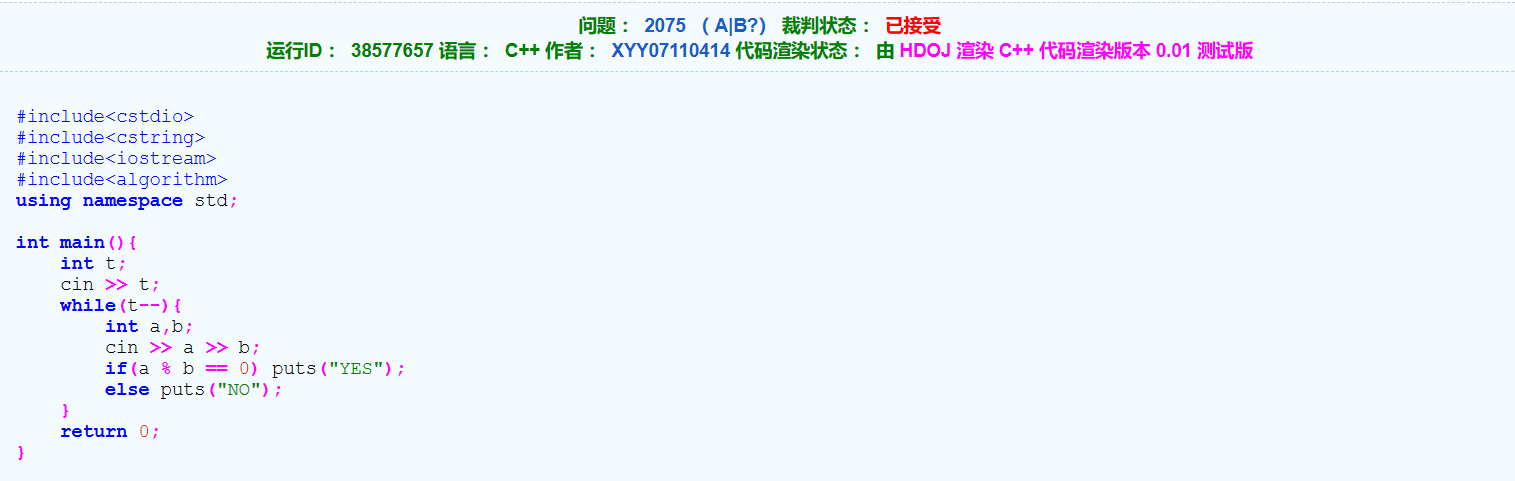 问题： 2075 （ A|B?） 裁判状态： 已接受
运行ID： 38577657 语言： C++ 作者： XYY07110414 代码渲染状态： 由 HDOJ 渲染 C++ 代码渲染版本 0.01 测试版
#include<cstdio>
#include<cstring>
#include<iostream>
#include<algorithm>
using namespace std;
int main(){
    int t;
    cin >> t;
    while(t--){
        int a,b;
        cin >> a >> b;
        if(a % b == 0) puts("YES");
        else puts("NO");
    }
    return 0;
}